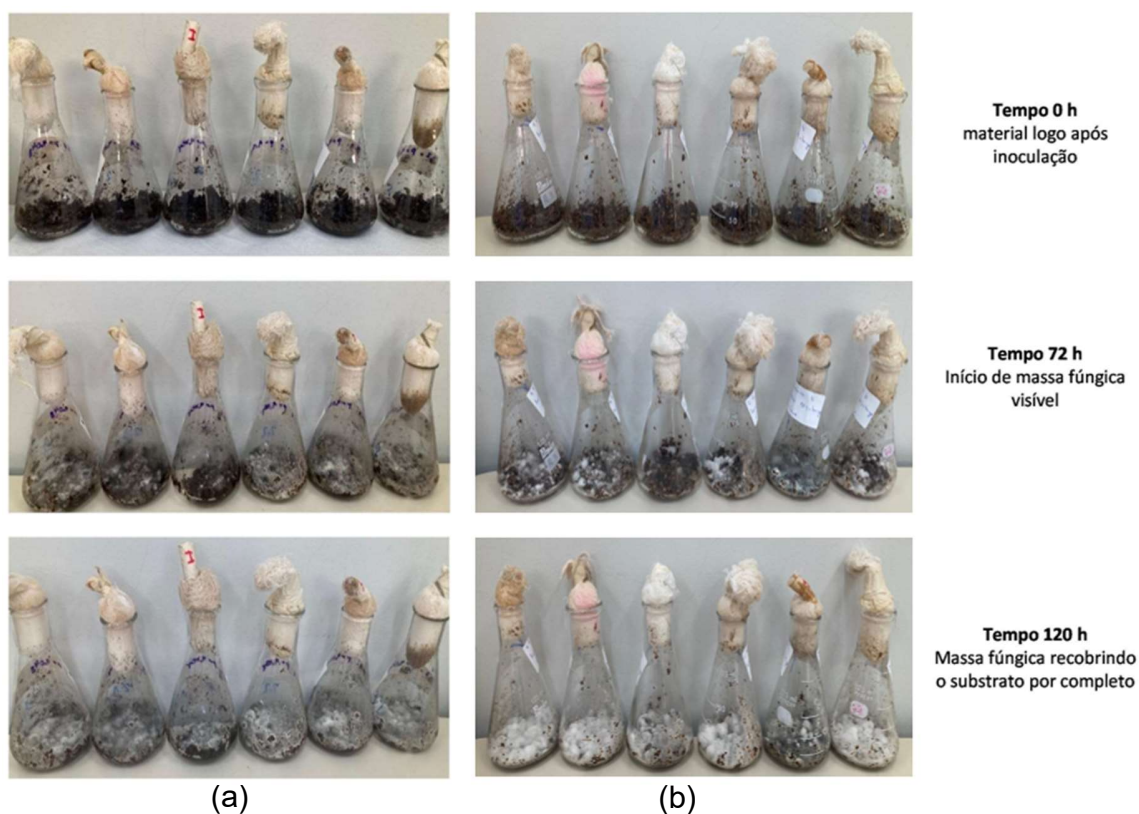 Tempo 0 h
material logo após
inoculação
Tempo 72 h
Início de massa fúngica
visível
Tempo 120 h
Massa fúngica recobrindo
o substrato por completo
(a)
(b)